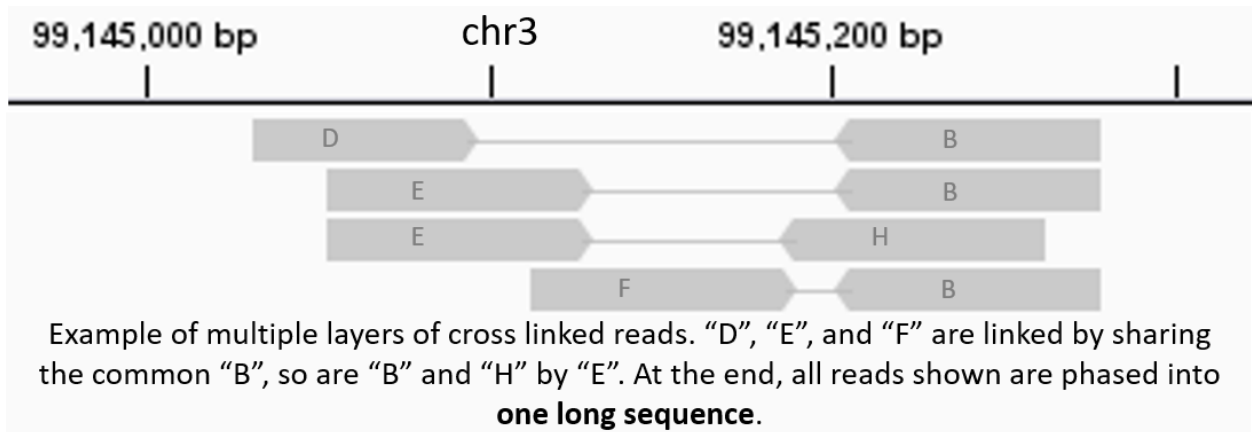 99,145,000 bp chr3 99,145,200 bp
D B
E B
E H
F B
Example of multiple layers of cross linked reads. “D”, “E”, and “F” are linked by sharing
the common “B”, so are “B” and “H” by “E”. At the end, all reads shown are phased into
one long sequence.